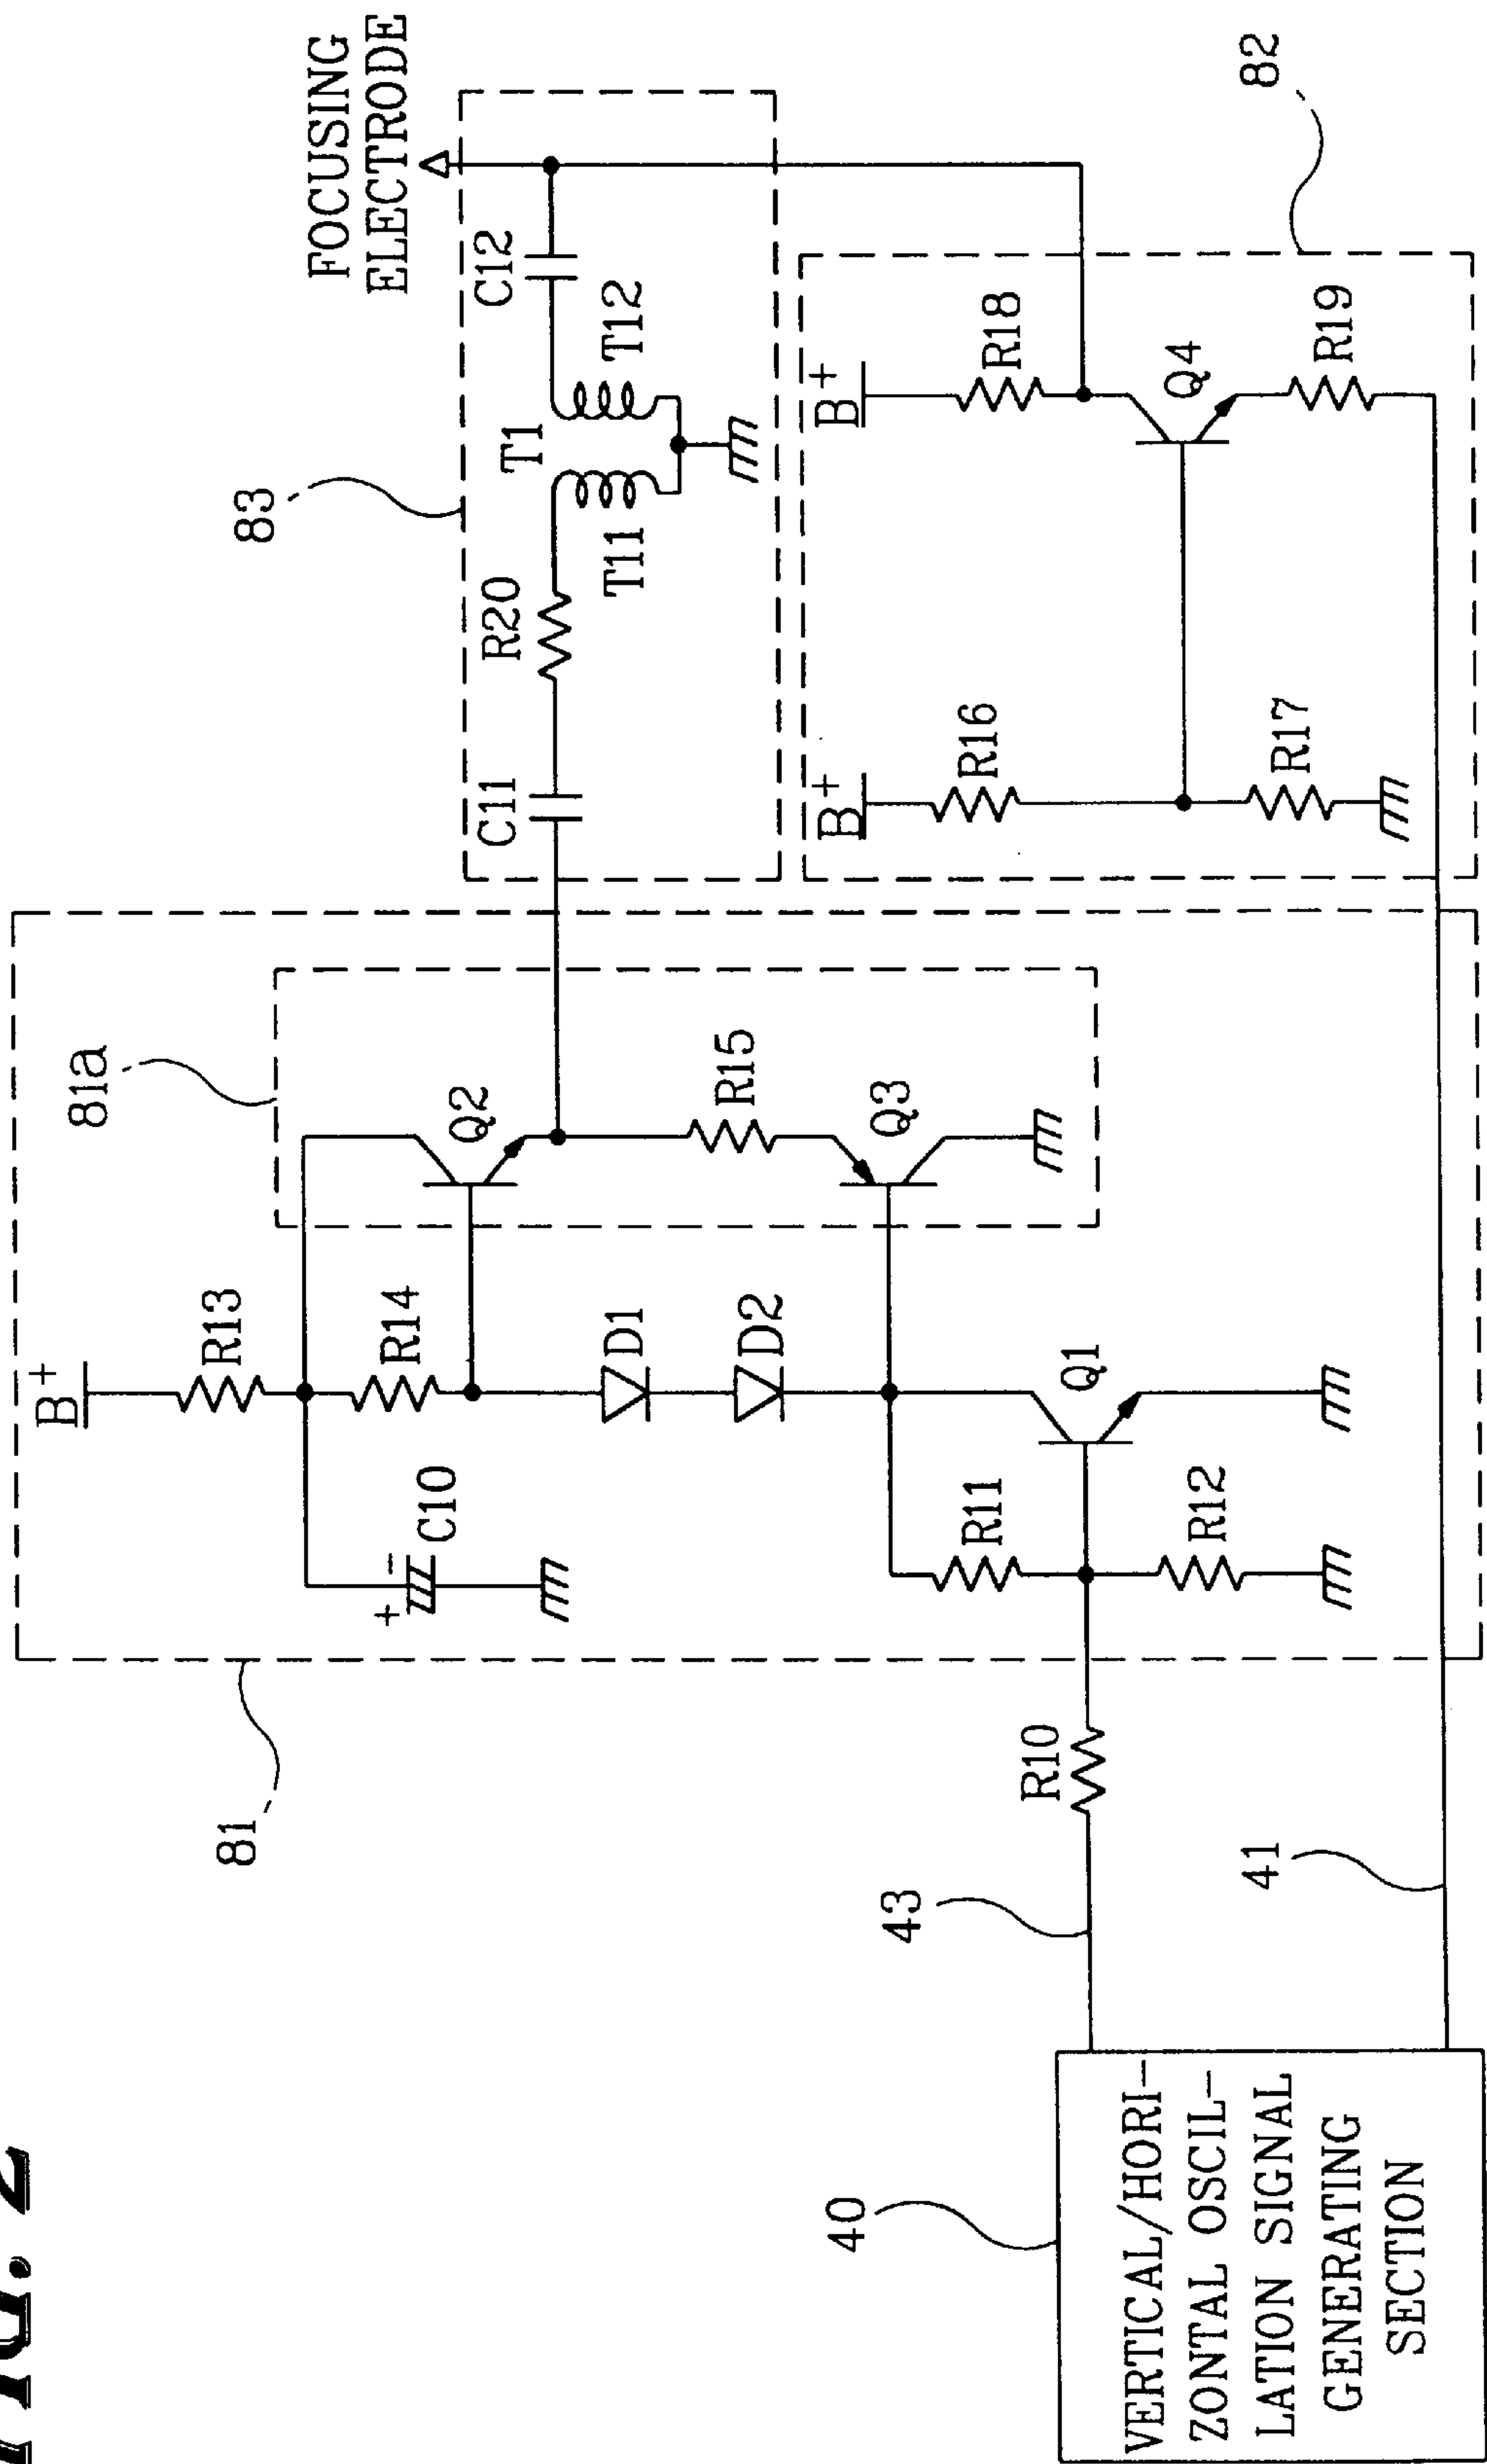 FIG. 2
81
B+
R13
C10
R14
D1
D2
R11
R12
Q1
81a
Q2
R15
Q3
83
C11
R20
T11
T1
T12
C12
FOCUSING
ELECTRODE
82
B+
R16
R17
B+
R18
Q4
R19
+
-
R10
43
41
40
VERTICAL/HORI-
ZONTAL OSCIL-
LATION SIGNAL
GENERATING
SECTION